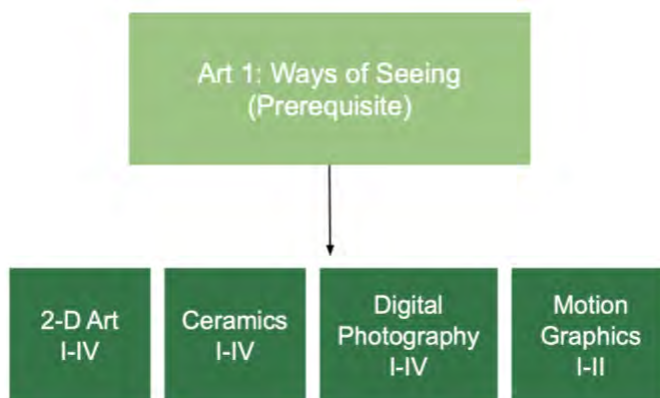 Art 1: Ways of Seeing
(Prerequisite)
2-D Art
I-IV
Ceramics
I-IV
Digital
Photography
I-IV
Motion
Graphics
I-II